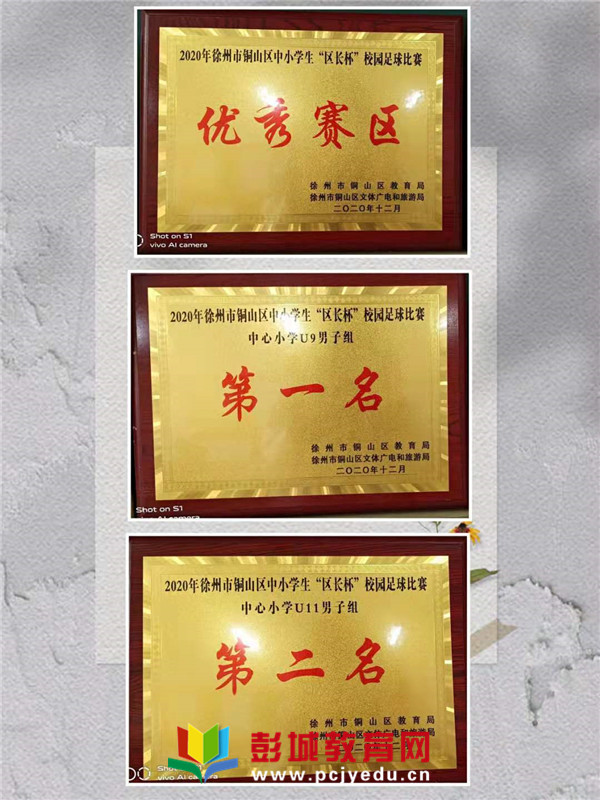 2020年徐州市铜山区中小学生“区长杯”校园足球比赛
优秀赛区
徐州市铜山区教育局
徐州市铜山区文体广电和旅游局
二〇二〇年十二月
Shot on S1
vivo AI camera
2020年徐州市铜山区中小学生“区长杯”校园足球比赛
中心小学U9男子组
第一名
徐州市铜山区教育局
徐州市铜山区文体广电和旅游局
二〇二〇年十二月
Shot on S1
vivo AI camera
2020年徐州市铜山区中小学生“区长杯”校园足球比赛
中心小学U11男子组
第二名
徐州市铜山区教育局
彭城教育网
Shot on S1
vivo AI camera
www.pcjyedu.cn